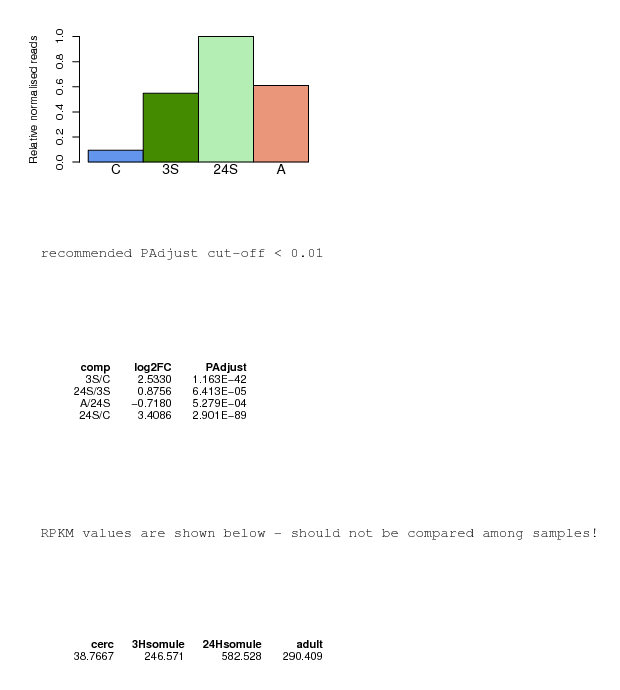 Relative normalised reads
1.0
0.8
0.6
0.4
0.2
0.0
C 3S 24S A
recommended PAdjust cut-off < 0.01
comp log2FC PAdjust
3S/C 2.5330 1.163E−42
24S/3S 0.8756 6.413E−05
A/24S −0.7180 5.279E−04
24S/C 3.4086 2.901E−89
RPKM values are shown below - should not be compared among samples!
cerc 3Hsomule 24Hsomule adult
38.7667 246.571 582.528 290.409